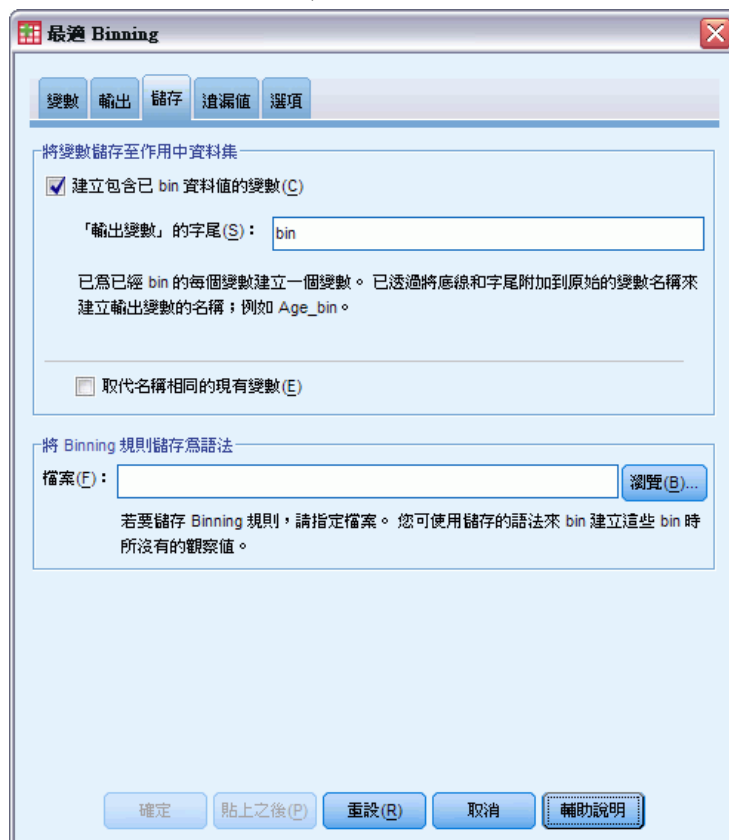 最適 Binning
變數 輸出 儲存 遺漏值 選項
將變數儲存至作用中資料集
建立包含已 bin 資料值的變數(C)
「輸出變數」的字尾(S)： bin
已為已經 bin 的每個變數建立一個變數。 已透過將底線和字尾附加到原始的變數名稱來
建立輸出變數的名稱；例如 Age_bin。
取代名稱相同的現有變數(E)
將 Binning 規則儲存為語法
檔案(F)： 瀏覽(B)...
若要儲存 Binning 規則，請指定檔案。 您可使用儲存的語法來 bin 建立這些 bin 時
所沒有的觀察值。
確定 貼上之後(P) 重設(R) 取消 輔助說明